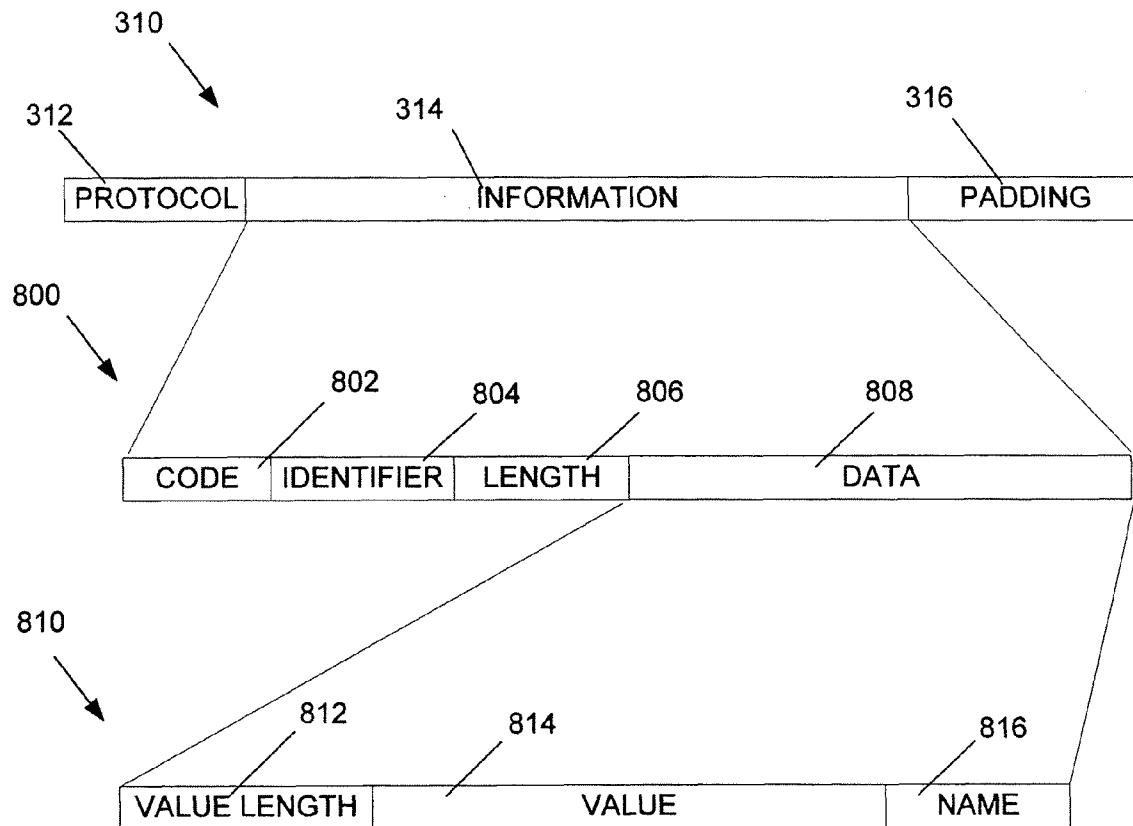 310
312 314 316
PROTOCOL INFORMATION PADDING
800
802 804 806 808
CODE IDENTIFIER LENGTH DATA
810
812 814 816
VALUE LENGTH VALUE NAME